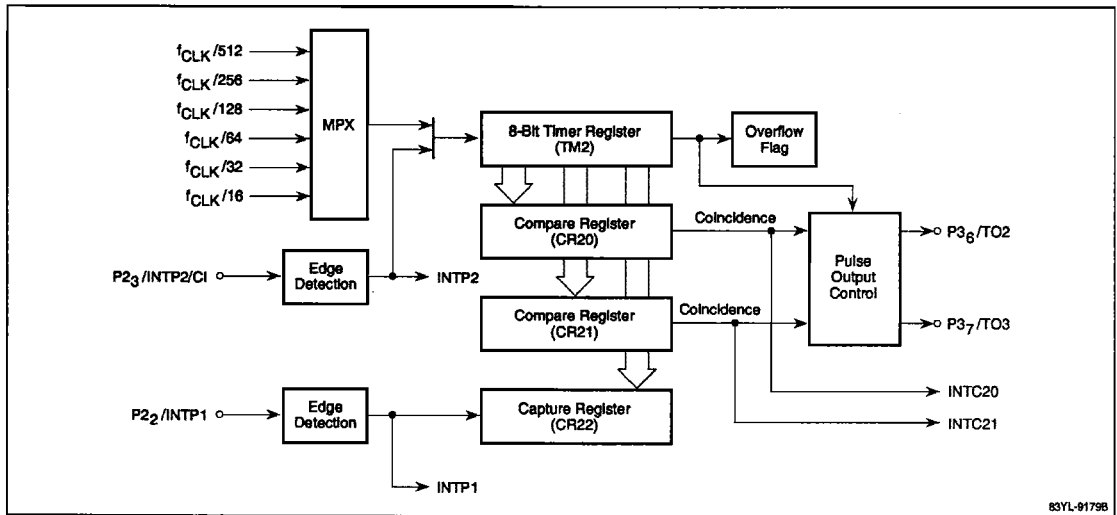 fCLK/512
fCLK/256
fCLK/128
fCLK/64
fCLK/32
fCLK/16
MPX
8-Bit Timer Register
(TM2)
Overflow
Flag
Compare Register
(CR20)
Coincidence
P36/TO2
Pulse
Output
Control
P23/INTP2/CI
Edge
Detection
INTP2
Compare Register
(CR21)
Coincidence
P37/TO3
INTC20
P22/INTP1
Edge
Detection
Capture Register
(CR22)
INTC21
INTP1
83YL-9179B